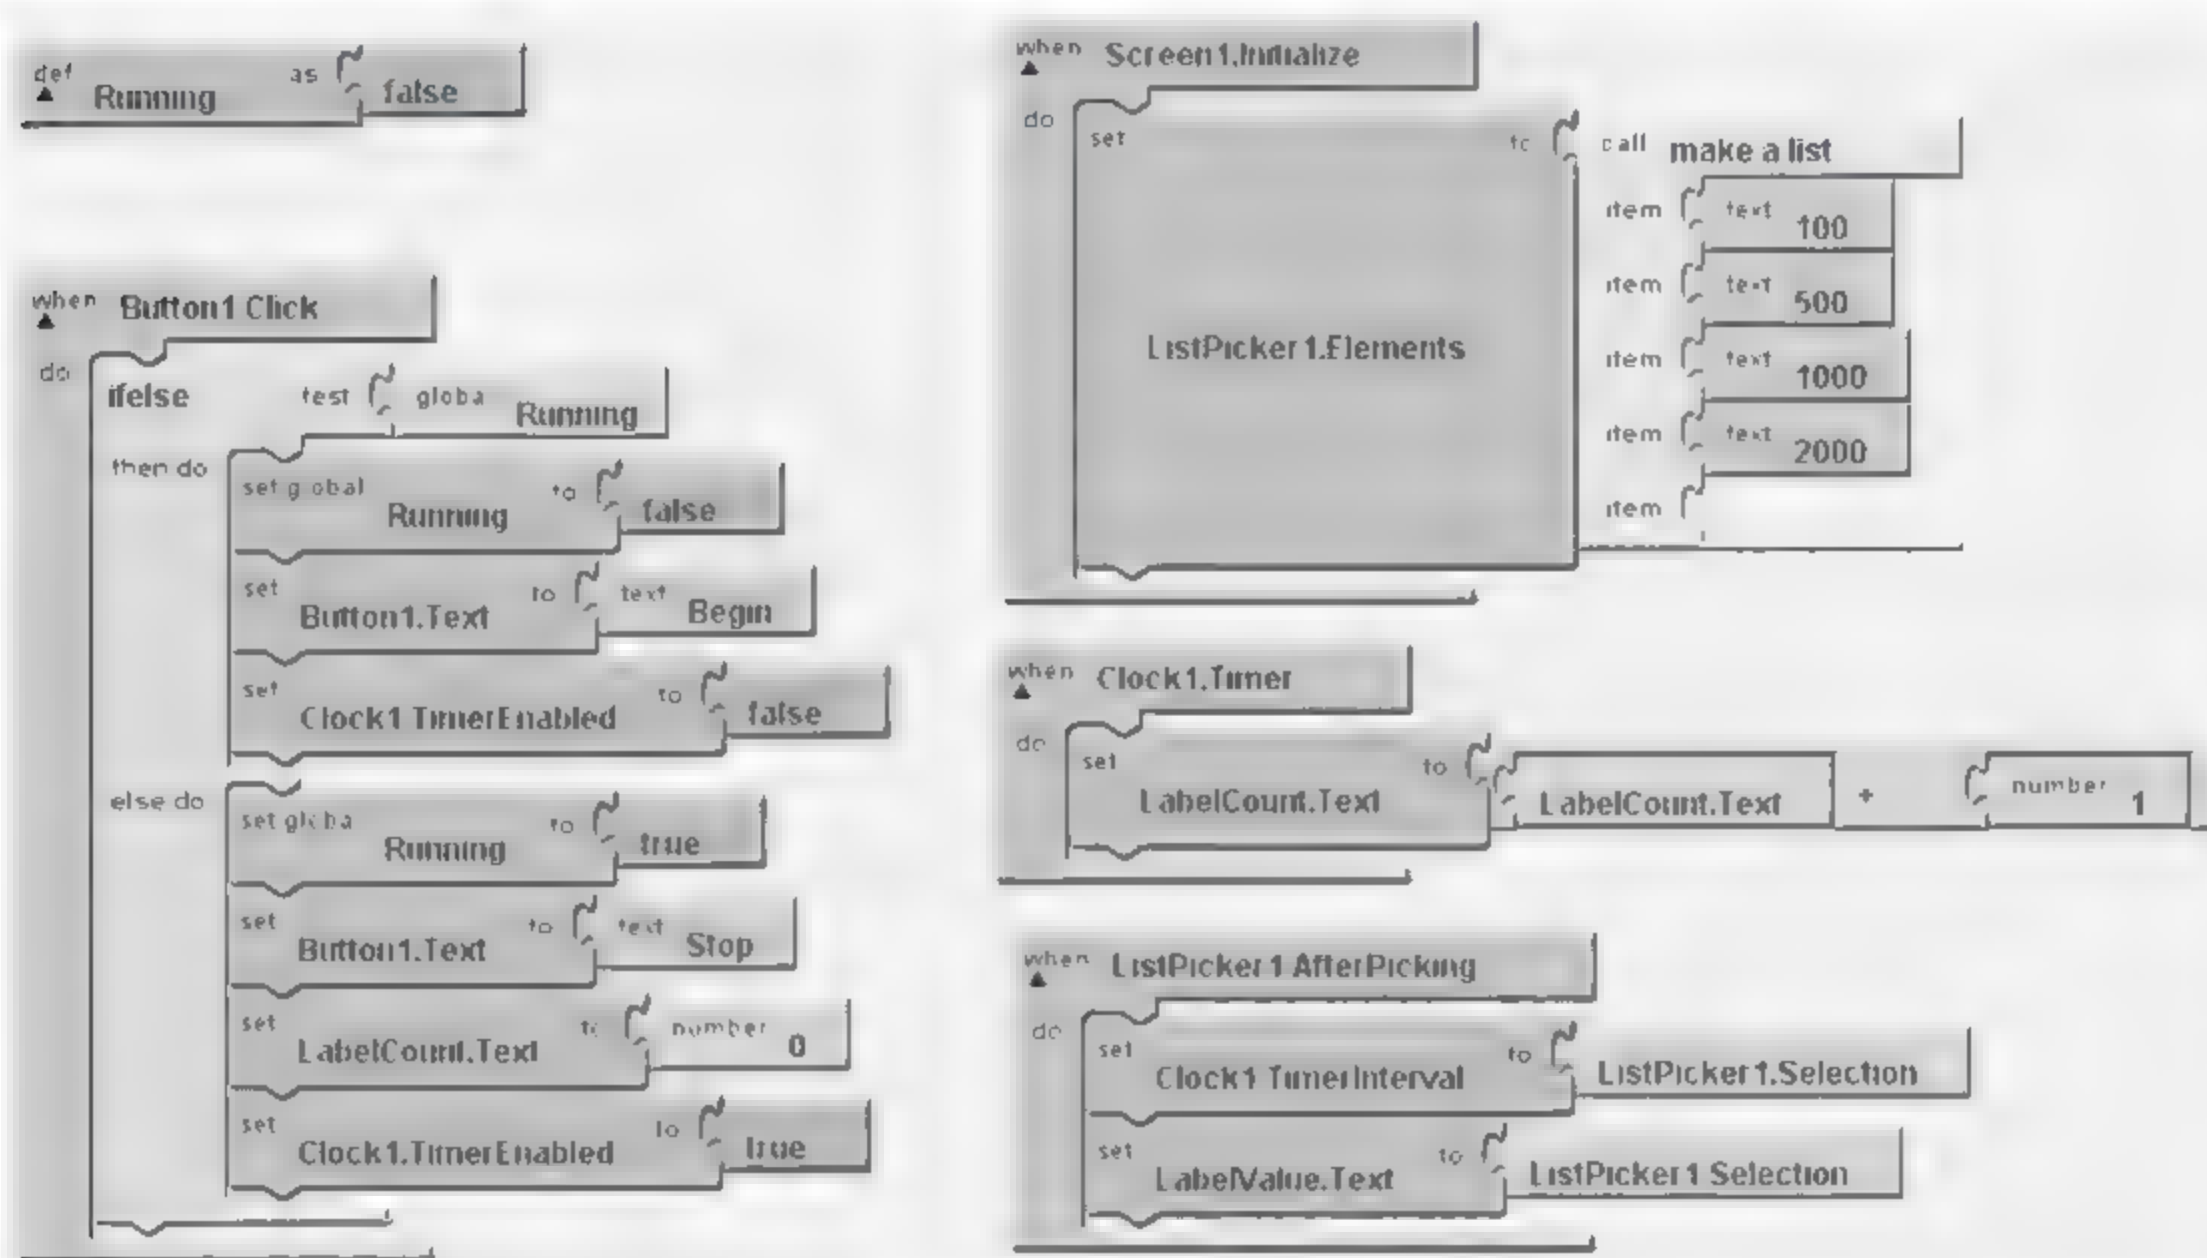 def Running as false
when Button1.Click
do
ifelse test global Running
then do
set global Running to false
set Button1.Text to text Begin
set Clock1.TimerEnabled to false
else do
set global Running to true
set Button1.Text to text Stop
set LabelCount.Text to number 0
set Clock1.TimerEnabled to true
when Screen1.Initialize
do
set ListPicker1.Elements to call make a list
item text 100
item text 500
item text 1000
item text 2000
item
when Clock1.Timer
do
set LabelCount.Text to LabelCount.Text + number 1
when ListPicker1.AfterPicking
do
set Clock1.TimerInterval to ListPicker1.Selection
set LabelValue.Text to ListPicker1.Selection